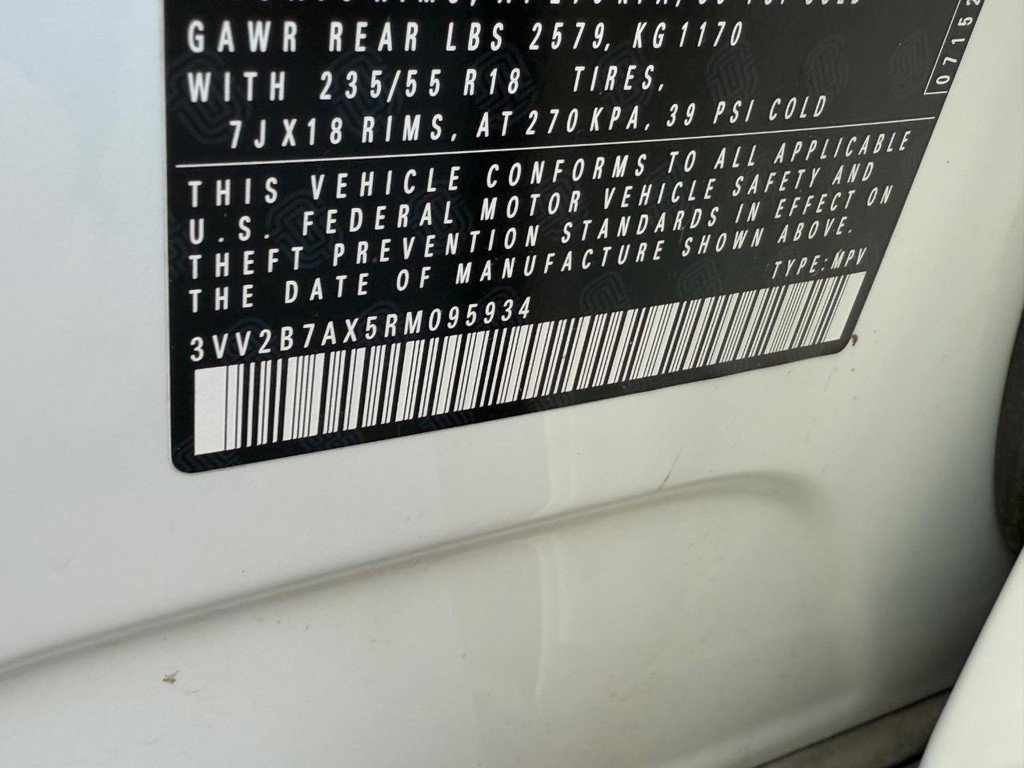 GAWR REAR LBS 2579, KG1170
WITH 235/55 R18 TIRES,
7JX18 RIMS, AT 270 KPA, 39 PSI COLD
THIS VEHICLE CONFORMS TO ALL APPLICABLE
U.S. FEDERAL MOTOR VEHICLE SAFETY AND
THEFT PREVENTION STANDARDS IN EFFECT ON
THE DATE OF MANUFACTURE SHOWN ABOVE.
TYPE:MPV
3VV2B7AX5RM095934